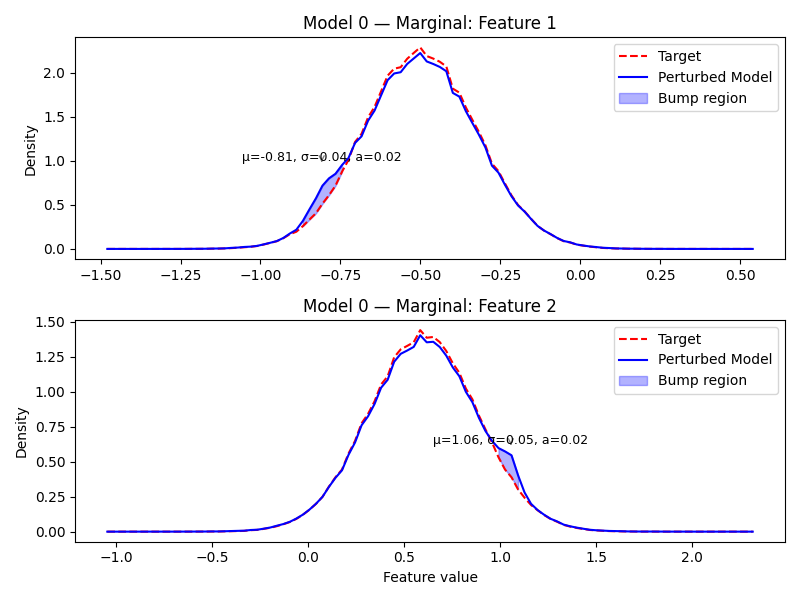 Model 0 — Marginal: Feature 1
Density
2.0
1.5
1.0
0.5
0.0
Target
Perturbed Model
Bump region
μ=-0.81, σ=0.04, a=0.02
−1.50 −1.25 −1.00 −0.75 −0.50 −0.25 0.00 0.25 0.50
Model 0 — Marginal: Feature 2
Density
1.50
1.25
1.00
0.75
0.50
0.25
0.00
Target
Perturbed Model
Bump region
μ=1.06, σ=0.05, a=0.02
−1.0 −0.5 0.0 0.5 1.0 1.5 2.0
Feature value